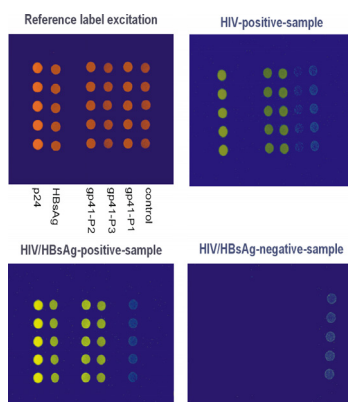 Reference label excitation
HIV-positive-sample
p24
HBsAg
gp41-P2
gp41-P3
gp41-P1
control
HIV/HBsAg-positive-sample
HIV/HBsAg-negative-sample